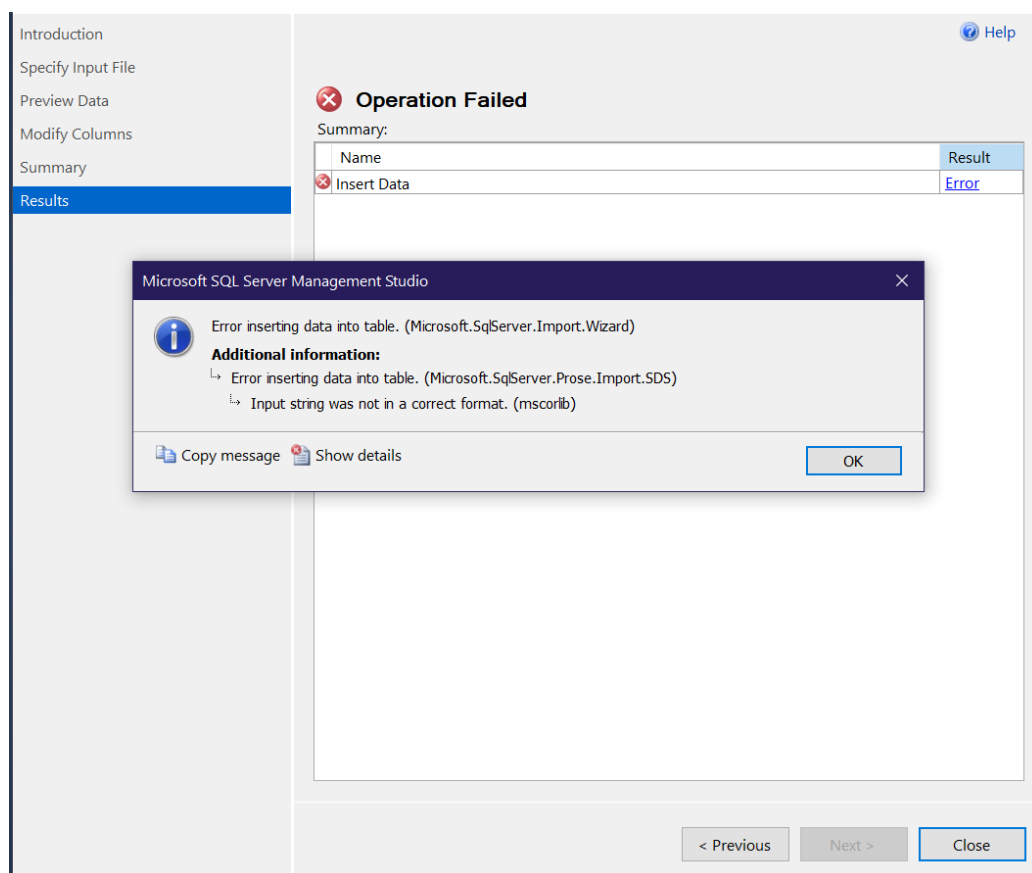 Introduction
Specify Input File
Preview Data
Modify Columns
Summary
Results
Help
Operation Failed
Summary:
Name Result
Insert Data Error
Microsoft SQL Server Management Studio
Error inserting data into table. (Microsoft.SqlServer.Import.Wizard)
Additional information:
Error inserting data into table. (Microsoft.SqlServer.Prose.Import.SDS)
Input string was not in a correct format. (mscorlib)
Copy message Show details OK
< Previous Next > Close